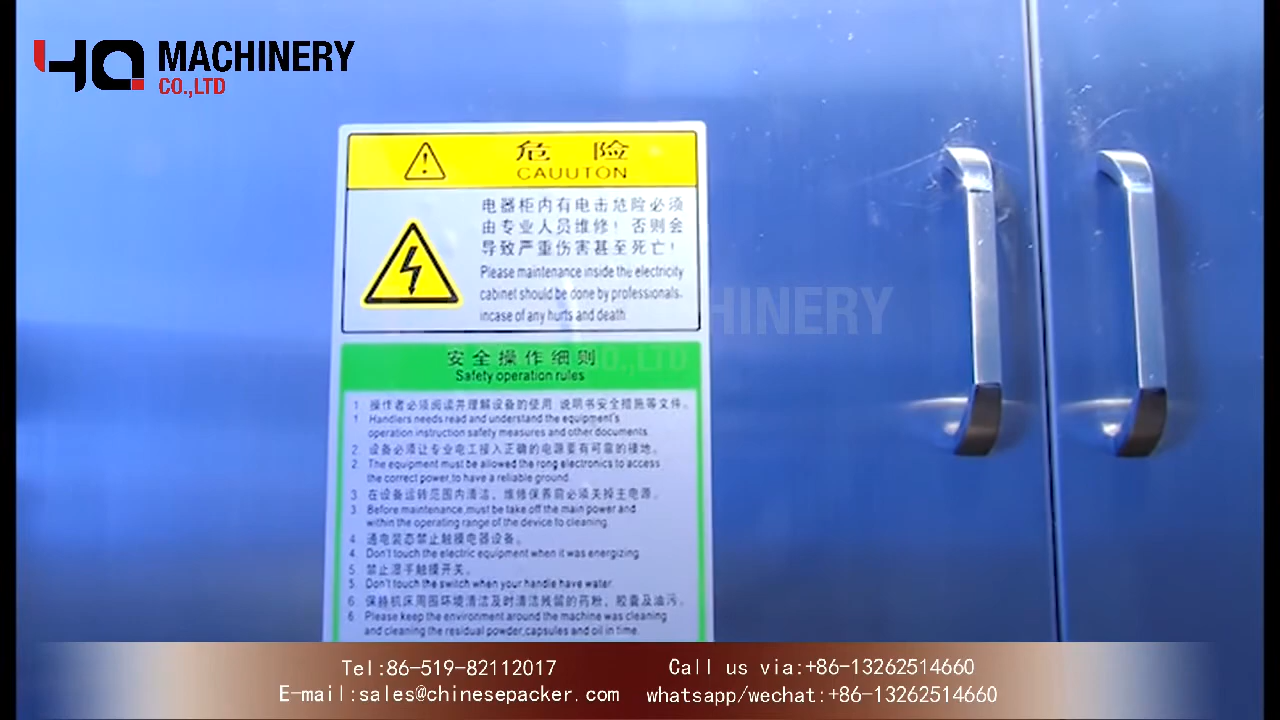 YQ MACHINERY
CO.,LTD
危 险
CAUUTON
电器柜内有电击危险必须
由专业人员维修！否则会
导致严重伤害甚至死亡！
Please maintenance inside the electricity
cabinet should be done by professionals.
incase of any hurts and death
MACHINERY
CO.,LTD
安全操作细则
Safety operation rules
1 操作者必须阅读并理解设备的使用 说明书安全措施等文件。
1 Handlers needs read and understand the equipment's
operation instruction safety measures and other documents.
2. 设备必须让专业电工接入正确的电源要有可靠的接地。
2. The equipment must be allowed the rong electronics to access
the correct power,to have a reliable ground.
3. 在设备运转范围内清洁，维修保养前必须关掉主电源。
3. Before maintenance,must be take off the main power and
within the operating range of the device to cleaning.
4 通电装态禁止触摸电器设备。
4. Don't touch the electric equipment when it was energizing
5. 禁止湿手触摸开关。
5. Don't touch the switch when your handle have water.
6. 保持机床周围环境清洁及时清洁残留的药粉，胶囊及油污。
6. Please keep the environment around the machine was cleaning
and cleaning the residual powder,capsules and oil in time.
Tel:86-519-82112017 Call us via:+86-13262514660
E-mail:sales@chinesepacker.com whatsapp/wechat:+86-13262514660